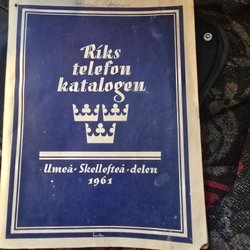 Riks
telefon
katalogen
Umeå-Skellefteå-delen
1961